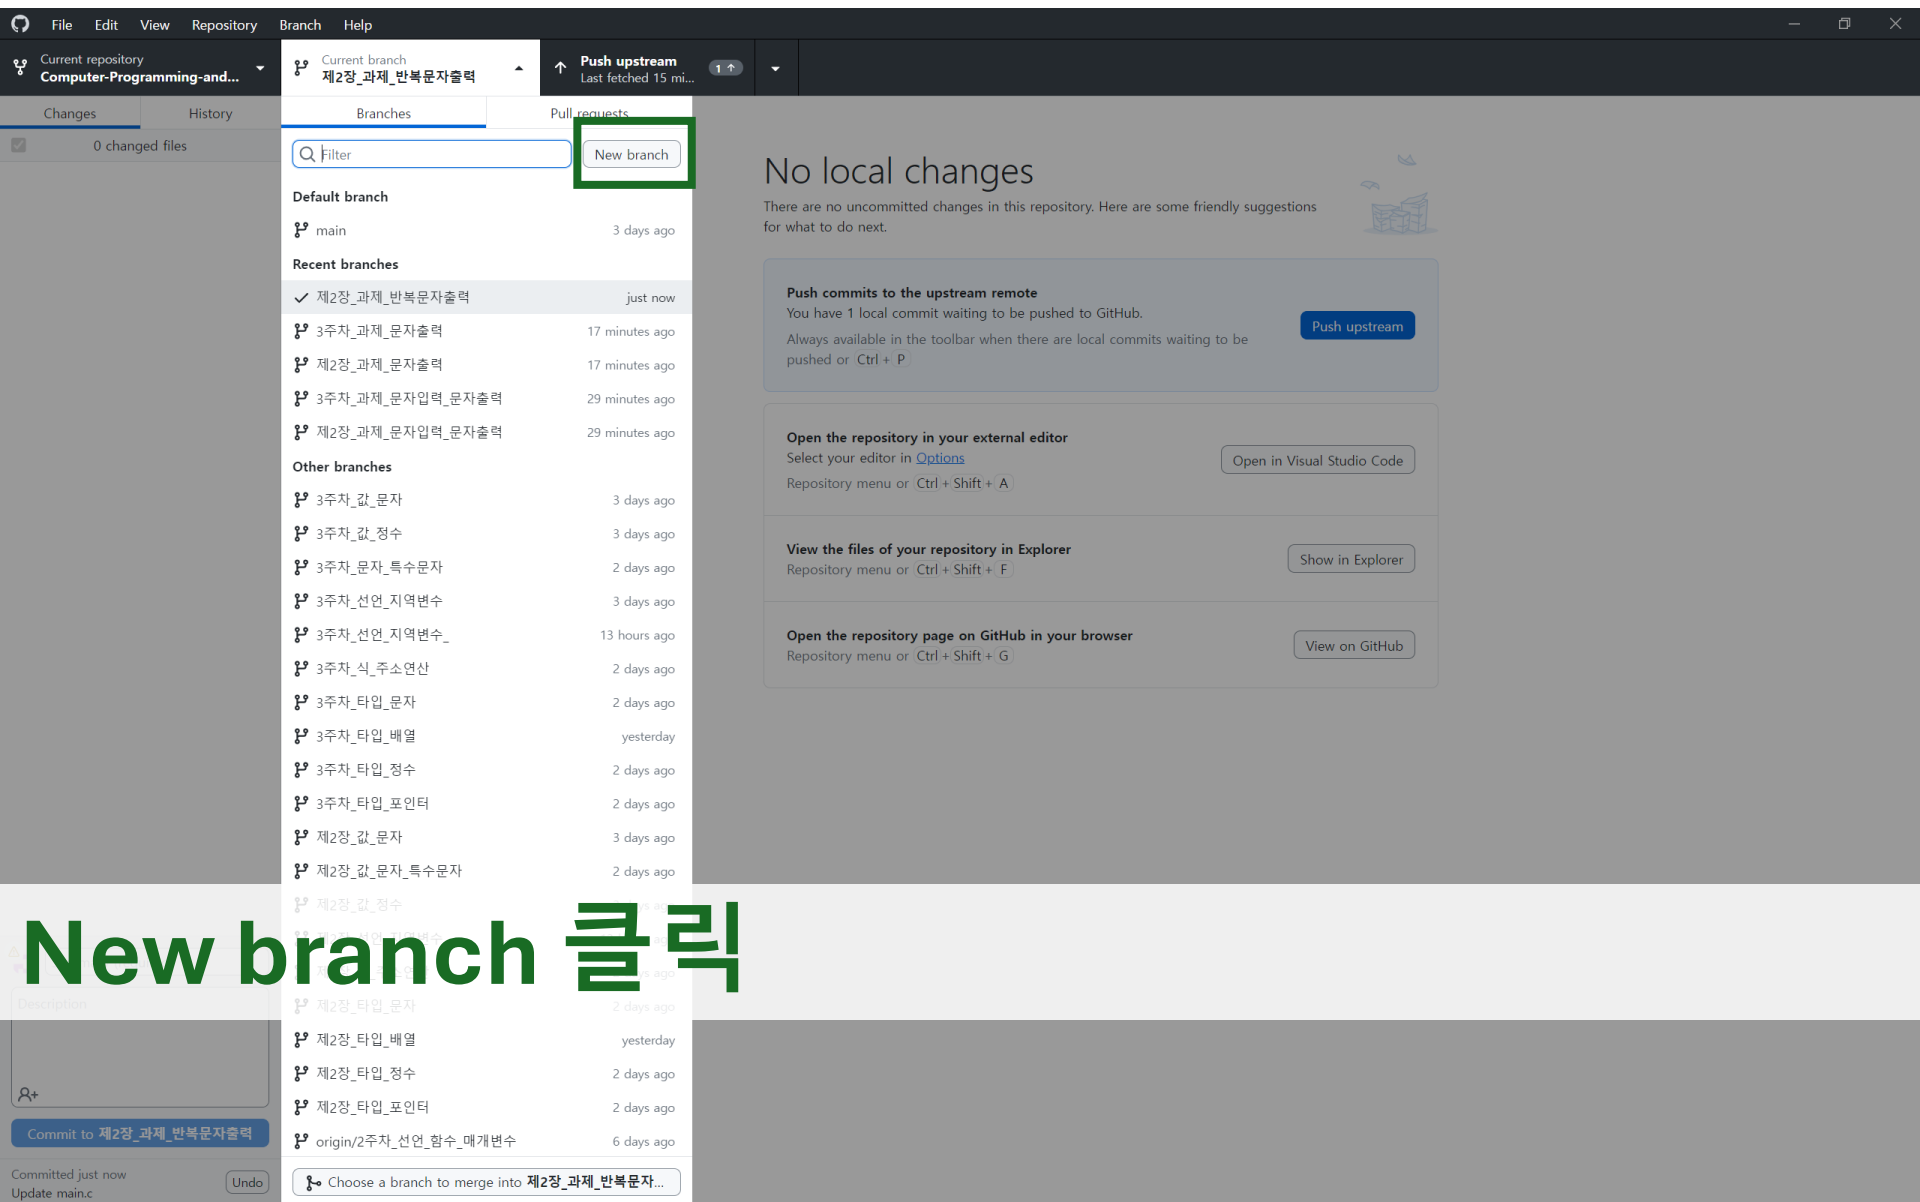 File Edit View Repository Branch Help
Current repository
Computer-Programming-and...
Current branch
제2장_과제_반복문자출력
Push upstream
Last fetched 15 mi...
1
Changes
History
0 changed files
Branches
Pull requests
Filter
New branch
Default branch
main 3 days ago
Recent branches
제2장_과제_반복문자출력 just now
3주차_과제_문자출력 17 minutes ago
제2장_과제_문자출력 17 minutes ago
3주차_과제_문자입력_문자출력 29 minutes ago
제2장_과제_문자입력_문자출력 29 minutes ago
Other branches
3주차_값_문자 3 days ago
3주차_값_정수 3 days ago
3주차_문자_특수문자 2 days ago
3주차_선언_지역변수 3 days ago
3주차_선언_지역변수_ 13 hours ago
3주차_식_주소연산 2 days ago
3주차_타입_문자 2 days ago
3주차_타입_배열 yesterday
3주차_타입_정수 2 days ago
3주차_타입_포인터 2 days ago
제2장_값_문자 3 days ago
제2장_값_문자_특수문자 2 days ago
제2장_값_정수
New branch 클릭
제2장_타입_문자 2 days ago
제2장_타입_배열 yesterday
제2장_타입_정수 2 days ago
제2장_타입_포인터 2 days ago
origin/2주차_선언_함수_매개변수 6 days ago
Choose a branch to merge into 제2장_과제_반복문자...
Description
Commit to 제2장_과제_반복문자출력
Committed just now
Update main.c
Undo
No local changes
There are no uncommitted changes in this repository. Here are some friendly suggestions
for what to do next.
Push commits to the upstream remote
You have 1 local commit waiting to be pushed to GitHub.
Always available in the toolbar when there are local commits waiting to be
pushed or Ctrl + P
Push upstream
Open the repository in your external editor
Select your editor in Options
Repository menu or Ctrl + Shift + A
Open in Visual Studio Code
View the files of your repository in Explorer
Repository menu or Ctrl + Shift + F
Show in Explorer
Open the repository page on GitHub in your browser
Repository menu or Ctrl + Shift + G
View on GitHub